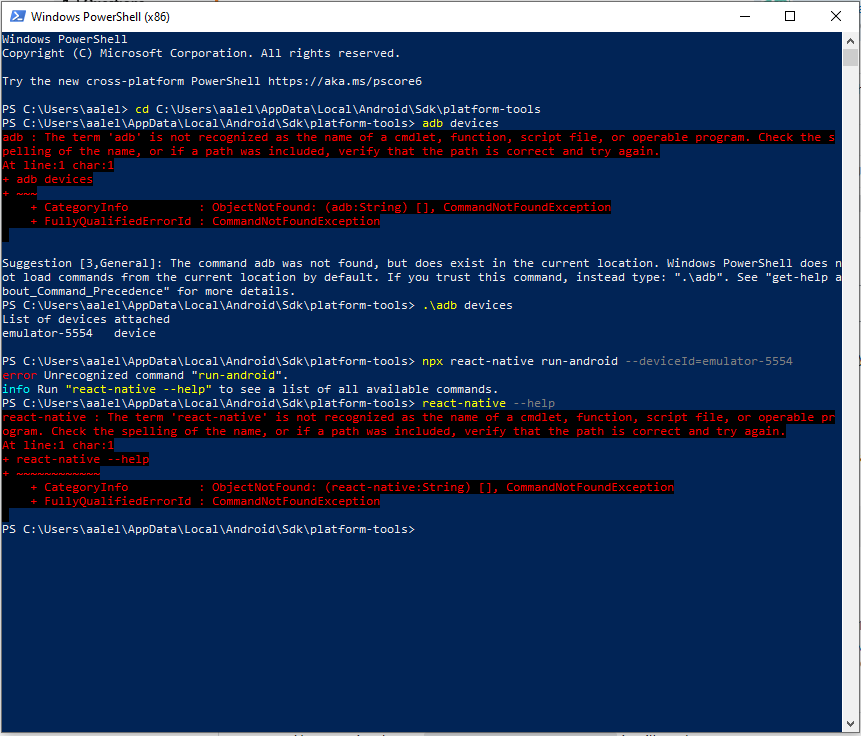 Windows PowerShell (x86)
Windows PowerShell
Copyright (C) Microsoft Corporation. All rights reserved.
Try the new cross-platform PowerShell https://aka.ms/pscore6
PS C:\Users\aalel> cd C:\Users\aalel\AppData\Local\Android\Sdk\platform-tools
PS C:\Users\aalel\AppData\Local\Android\Sdk\platform-tools> adb devices
adb : The term 'adb' is not recognized as the name of a cmdlet, function, script file, or operable program. Check the s
pelling of the name, or if a path was included, verify that the path is correct and try again.
At line:1 char:1
+ adb devices
+ ~~~
    + CategoryInfo          : ObjectNotFound: (adb:String) [], CommandNotFoundException
    + FullyQualifiedErrorId : CommandNotFoundException
Suggestion [3,General]: The command adb was not found, but does exist in the current location. Windows PowerShell does n
ot load commands from the current location by default. If you trust this command, instead type: ".\adb". See "get-help a
bout_Command_Precedence" for more details.
PS C:\Users\aalel\AppData\Local\Android\Sdk\platform-tools> .\adb devices
List of devices attached
emulator-5554   device
PS C:\Users\aalel\AppData\Local\Android\Sdk\platform-tools> npx react-native run-android --deviceId=emulator-5554
error Unrecognized command "run-android".
info Run "react-native --help" to see a list of all available commands.
PS C:\Users\aalel\AppData\Local\Android\Sdk\platform-tools> react-native --help
react-native : The term 'react-native' is not recognized as the name of a cmdlet, function, script file, or operable pr
ogram. Check the spelling of the name, or if a path was included, verify that the path is correct and try again.
At line:1 char:1
+ react-native --help
+ ~~~~~~~~~~~~
    + CategoryInfo          : ObjectNotFound: (react-native:String) [], CommandNotFoundException
    + FullyQualifiedErrorId : CommandNotFoundException
PS C:\Users\aalel\AppData\Local\Android\Sdk\platform-tools>